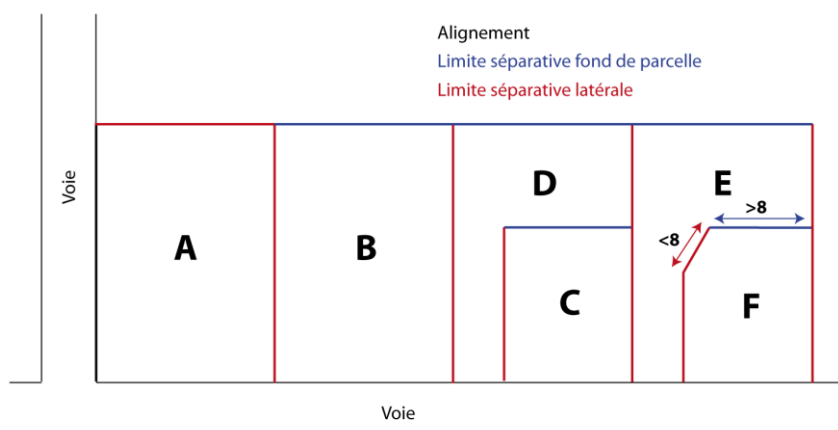 Alignement
Limite séparative fond de parcelle
Limite séparative latérale
Voie
D
E
>8
<8
A
B
C
F
Voie